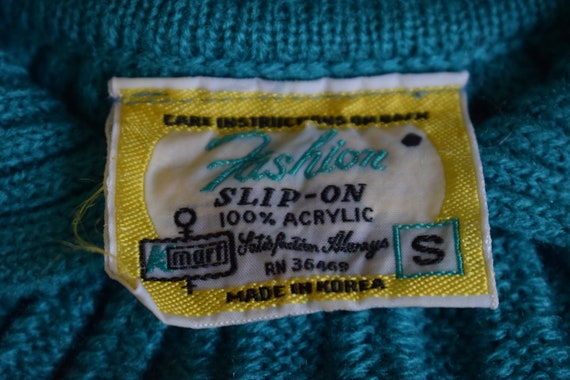 CARE INSTRUCTIONS ON BACK
Fashion
SLIP-ON
100% ACRYLIC
Kmart Satisfaction Always
RN 36469
S
MADE IN KOREA